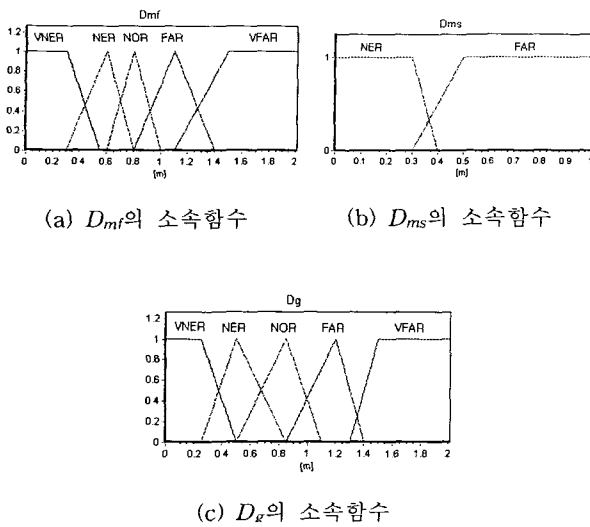 Dmf
VNER NER NOR FAR VFAR
1.2
1
0.8
0.6
0.4
0.2
0
0 0.2 0.4 0.6 0.8 1 1.2 1.4 1.6 1.8 2
[m]
(a) Dmf의 소속함수
Dms
NER FAR
1
0
0 0.1 0.2 0.3 0.4 0.5 0.6 0.7 0.8 0.9 1
[m]
(b) Dms의 소속함수
Dg
VNER NER NOR FAR VFAR
1.2
1
0.8
0.6
0.4
0.2
0
0 0.2 0.4 0.6 0.8 1 1.2 1.4 1.6 1.8 2
[m]
(c) Dg의 소속함수